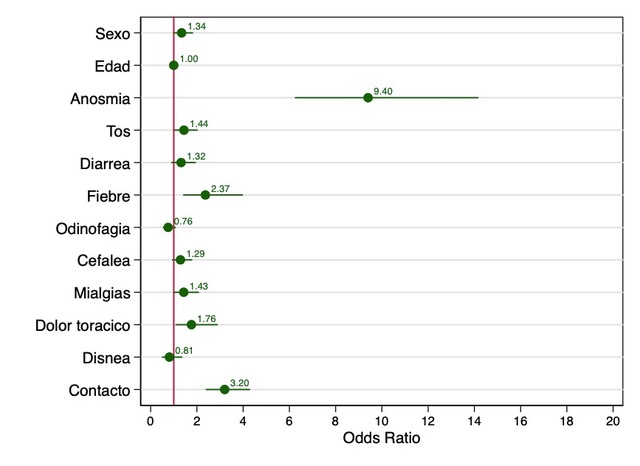 Sexo 1.34
Edad 1.00
Anosmia 9.40
Tos 1.44
Diarrea 1.32
Fiebre 2.37
Odinofagia 0.76
Cefalea 1.29
Mialgias 1.43
Dolor toracico 1.76
Disnea 0.81
Contacto 3.20
0 2 4 6 8 10 12 14 16 18 20
Odds Ratio